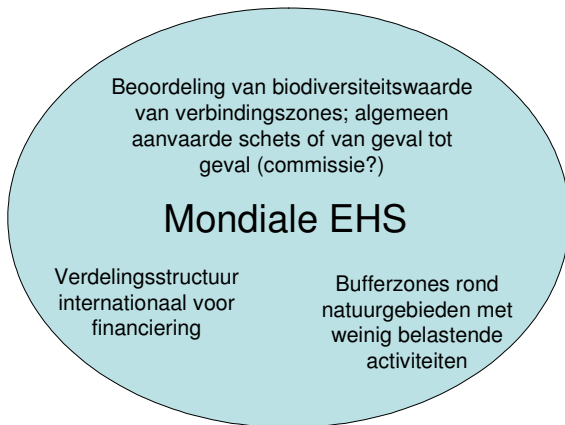 Beoordeling van biodiversiteitswaarde
van verbindingszones; algemeen
aanvaarde schets of van geval tot
geval (commissie?)
Mondiale EHS
Verdelingsstructuur
internationaal voor
financiering
Bufferzones rond
natuurgebieden met
weinig belastende
activiteiten